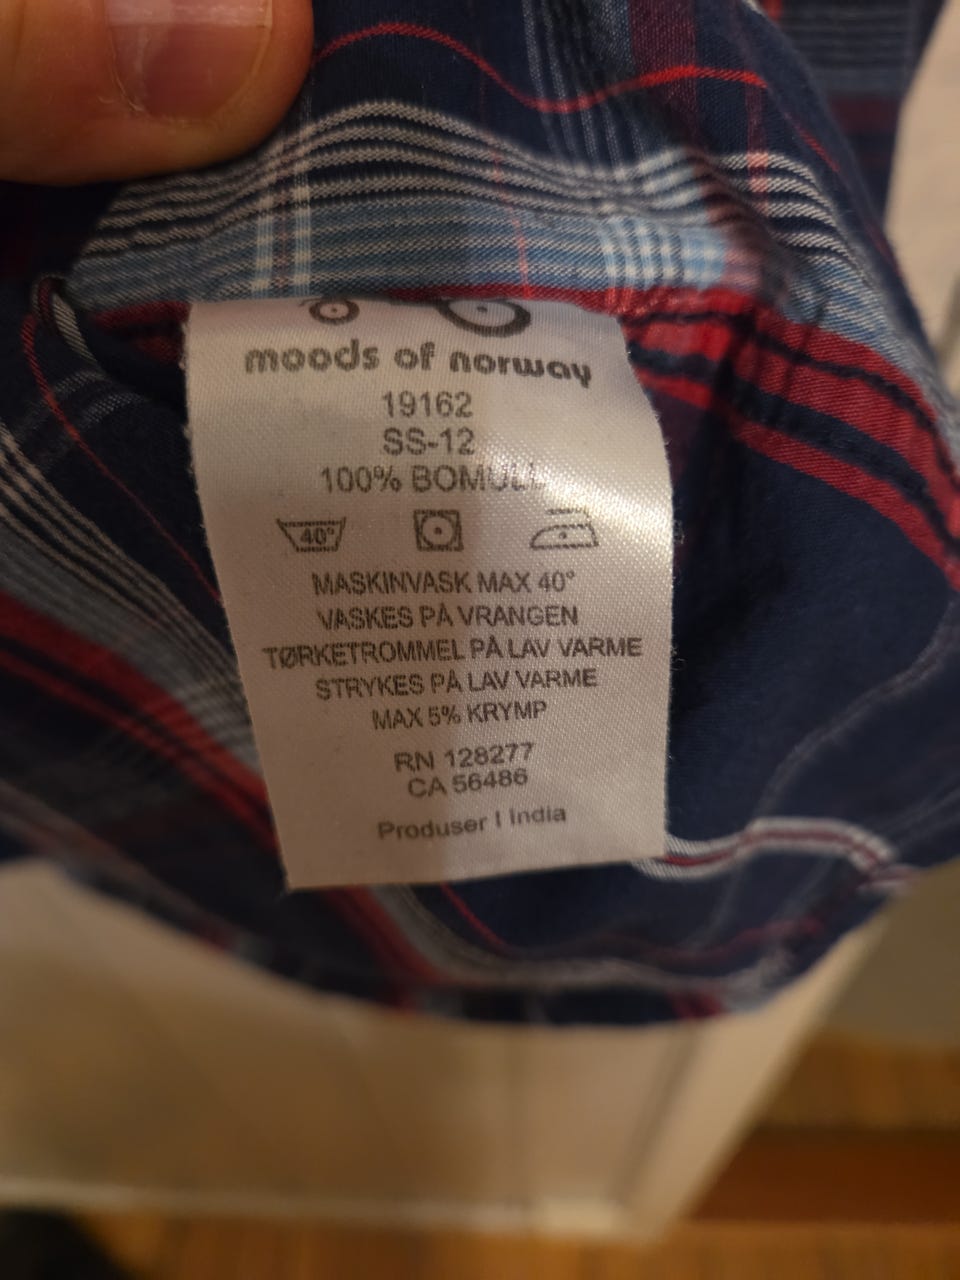 moods of norway
19162
SS-12
100% BOMULL
40°
MASKINVASK MAX 40°
VASKES PÅ VRANGEN
TØRKETROMMEL PÅ LAV VARME
STRYKES PÅ LAV VARME
MAX 5% KRYMP
RN 128277
CA 56486
Produser I India